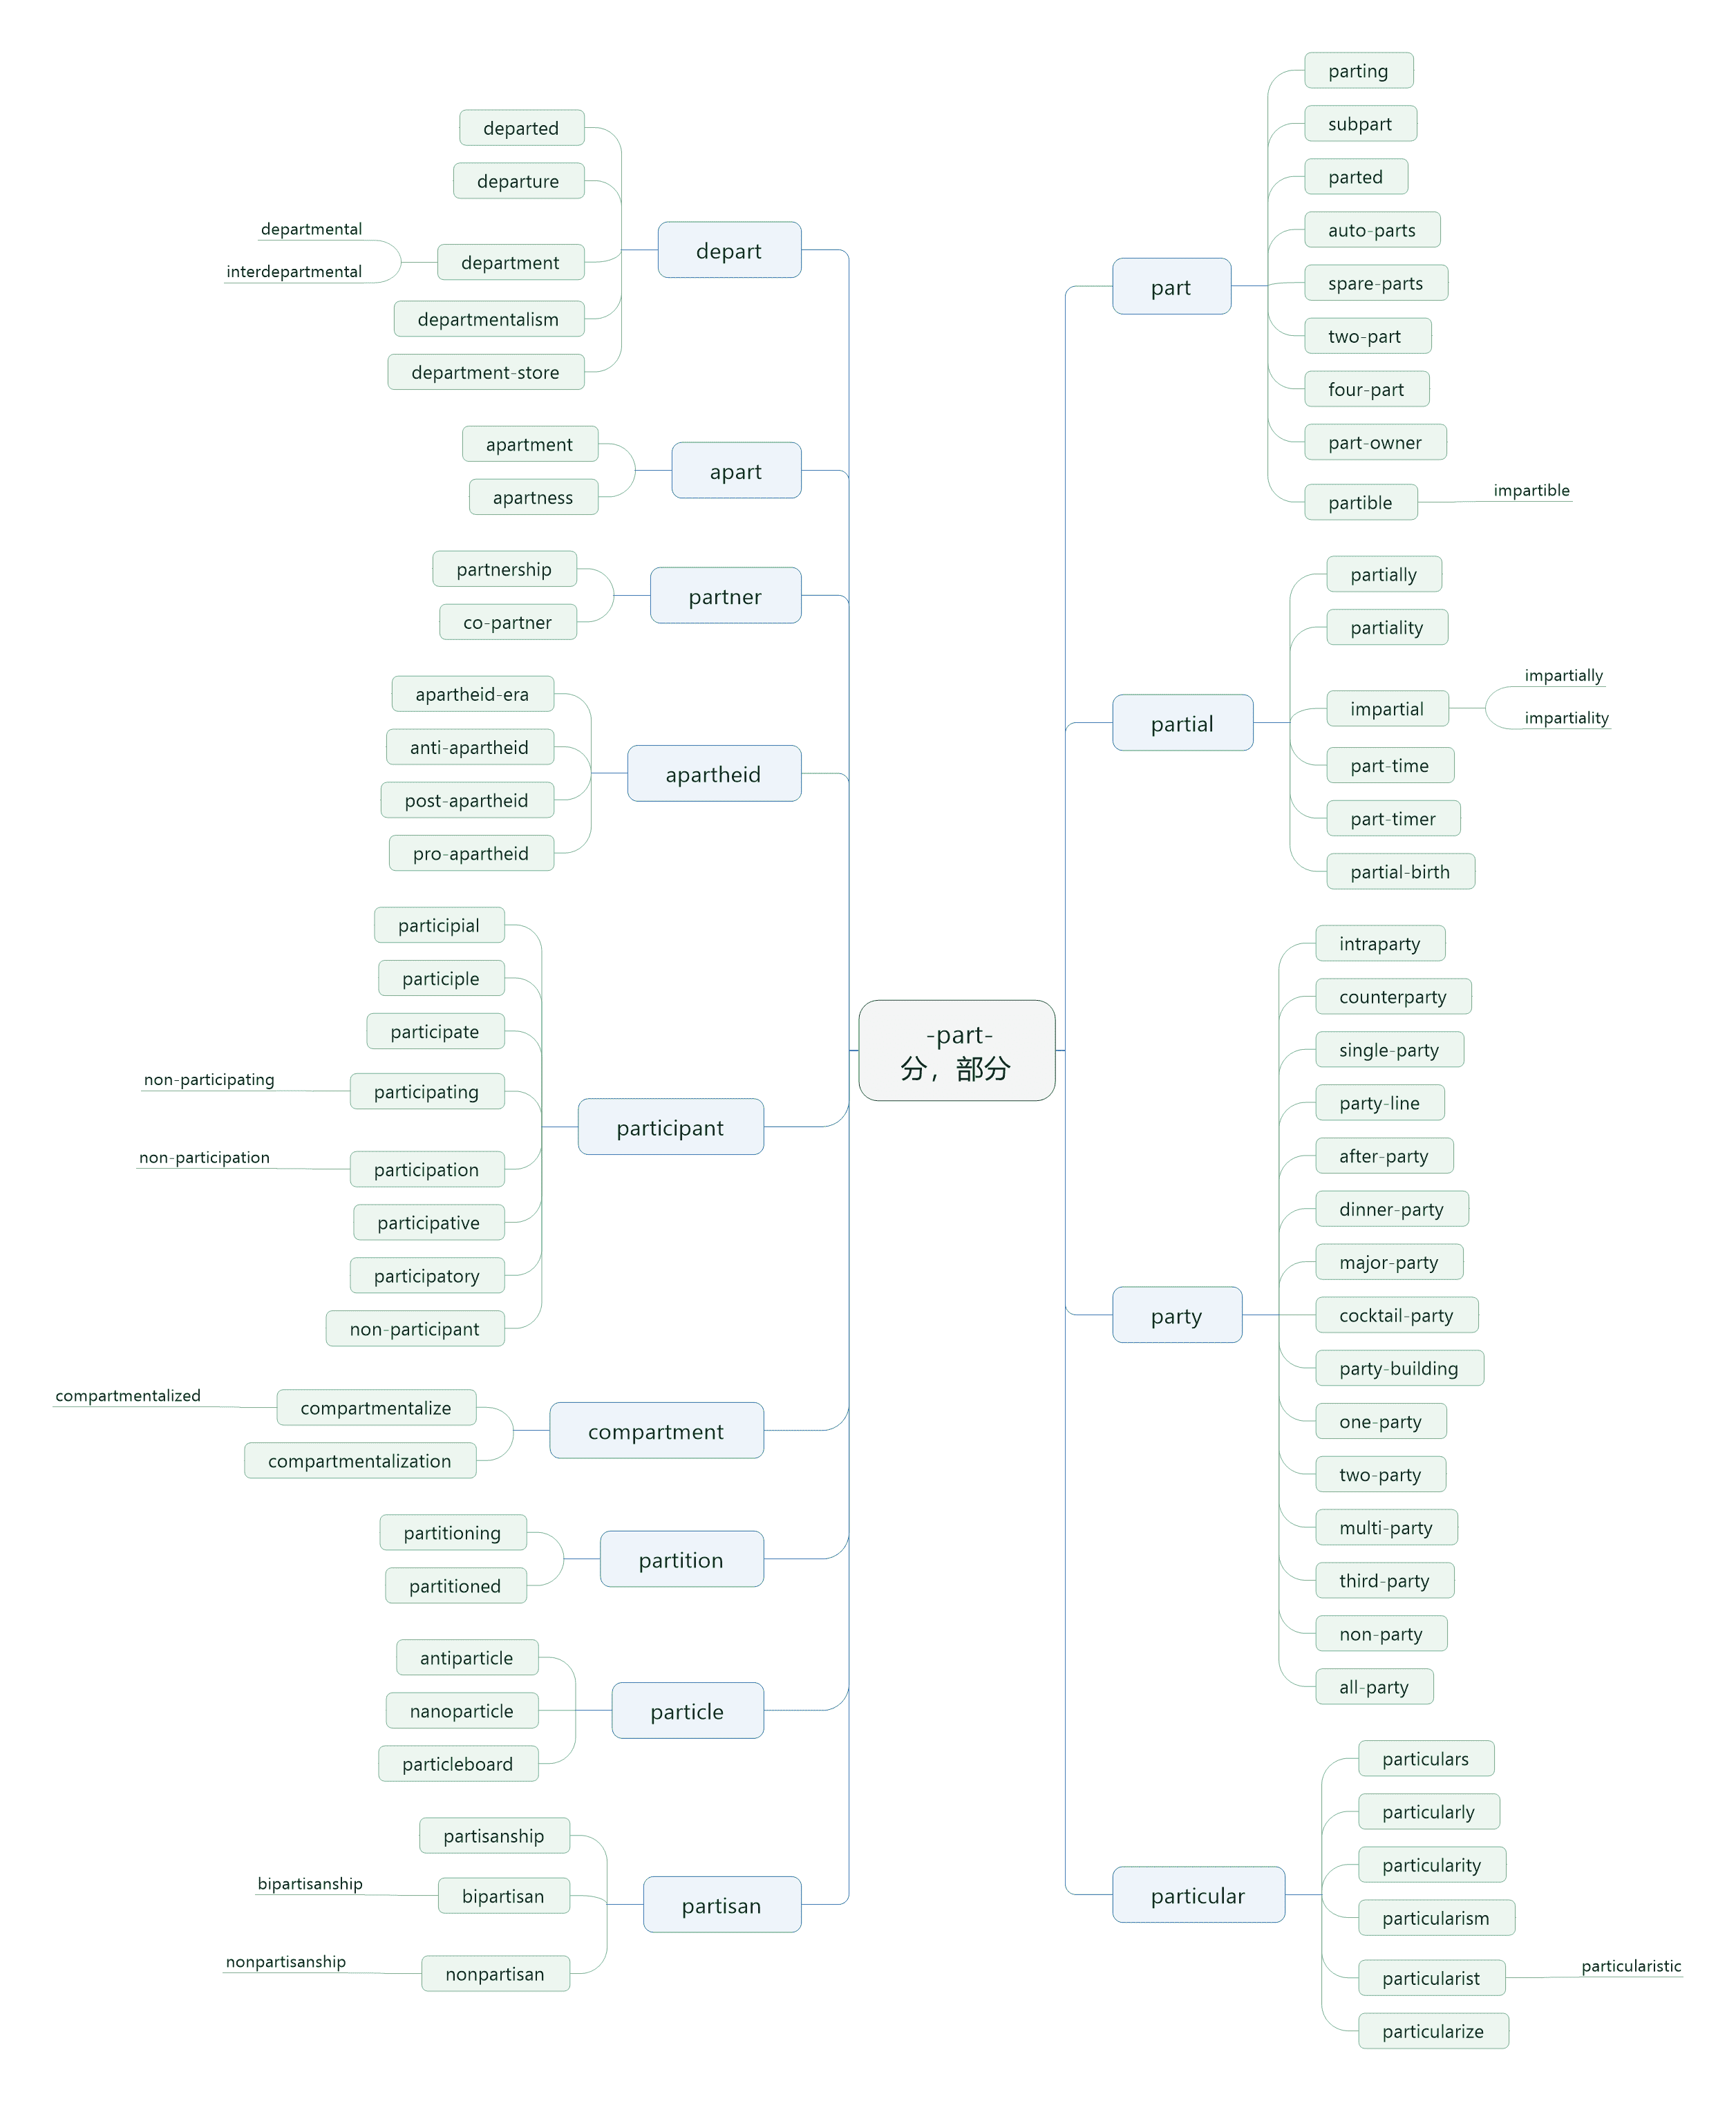 -part-
分，部分
part
parting
subpart
parted
auto-parts
spare-parts
two-part
four-part
part-owner
partible
impartible
partial
partially
partiality
impartial
impartially
impartiality
part-time
part-timer
partial-birth
party
intraparty
counterparty
single-party
party-line
after-party
dinner-party
major-party
cocktail-party
party-building
one-party
two-party
multi-party
third-party
non-party
all-party
particular
particulars
particularly
particularity
particularism
particularist
particularistic
particularize
depart
departed
departure
department
departmental
interdepartmental
departmentalism
department-store
apart
apartment
apartness
partner
partnership
co-partner
apartheid
apartheid-era
anti-apartheid
post-apartheid
pro-apartheid
participant
participial
participle
participate
participating
non-participating
participation
non-participation
participative
participatory
non-participant
compartment
compartmentalize
compartmentalized
compartmentalization
partition
partitioning
partitioned
particle
antiparticle
nanoparticle
particleboard
partisan
partisanship
bipartisan
bipartisanship
nonpartisan
nonpartisanship